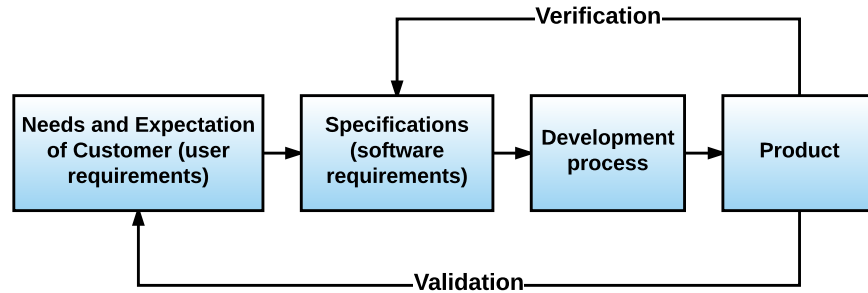 Verification
Needs and Expectation
of Customer (user
requirements)
Specifications
(software
requirements)
Development
process
Product
Validation